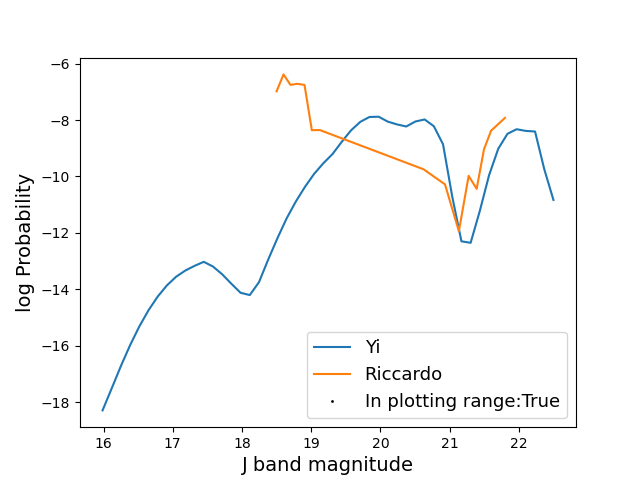 −6
−8
−10
−12
−14
−16
−18
log Probability
16 17 18 19 20 21 22
J band magnitude
Yi
Riccardo
In plotting range:True